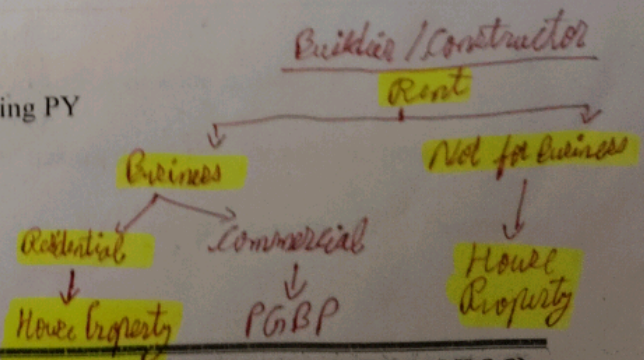 Builder / Constructor
Rent
ing PY
Business
Not for Business
Residential
Commercial
House Property
PGBP
House
Property